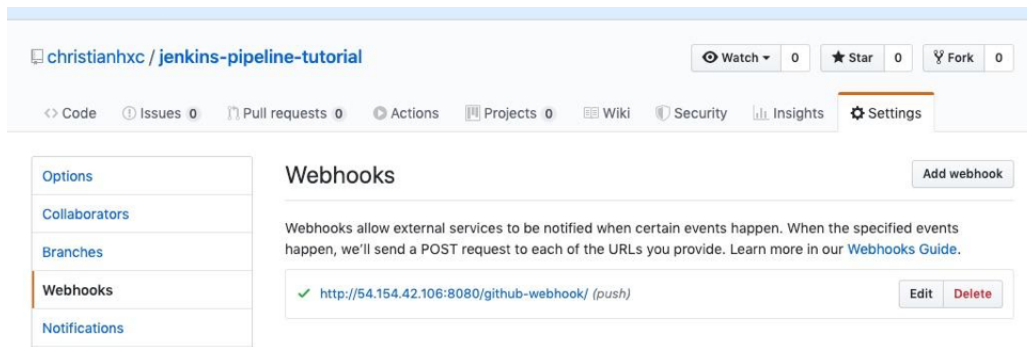 christianhxc / jenkins-pipeline-tutorial
Watch 0 Star 0 Fork 0
Code Issues 0 Pull requests 0 Actions Projects 0 Wiki Security Insights Settings
Options
Collaborators
Branches
Webhooks
Notifications
Webhooks Add webhook
Webhooks allow external services to be notified when certain events happen. When the specified events
happen, we'll send a POST request to each of the URLs you provide. Learn more in our Webhooks Guide.
http://54.154.42.106:8080/github-webhook/ (push) Edit Delete